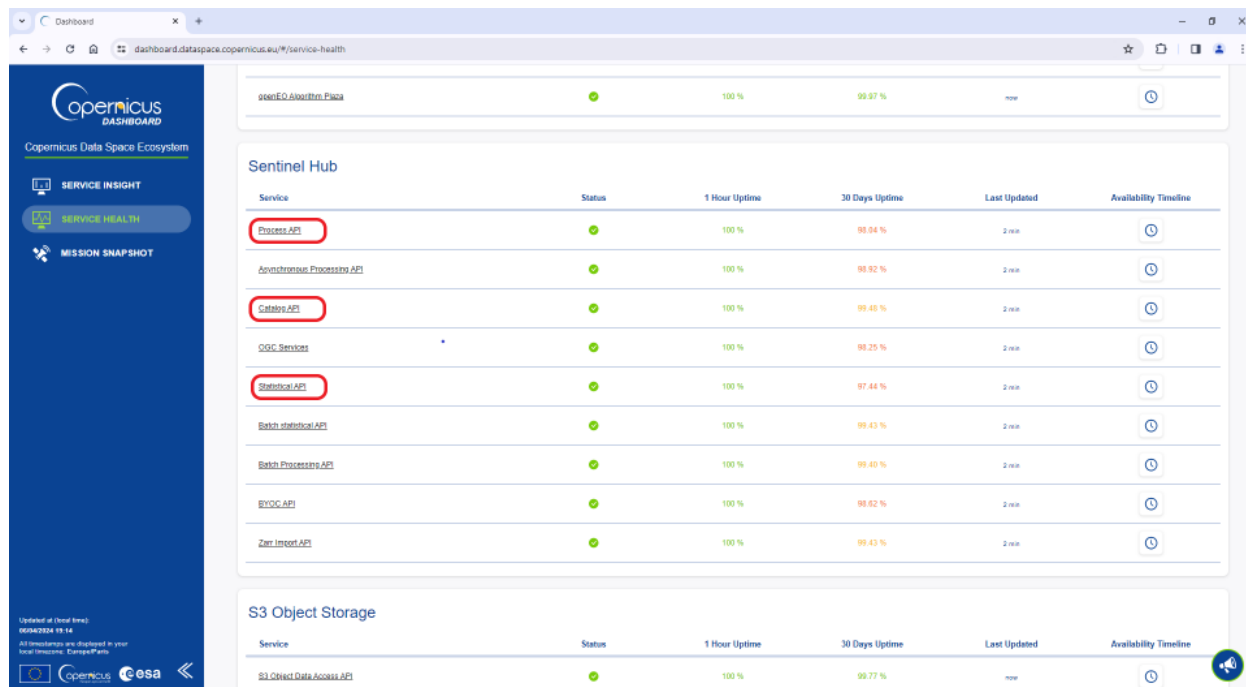 Dashboard
dashboard.dataspace.copernicus.eu/#/service-health
opernicus
DASHBOARD
Copernicus Data Space Ecosystem
SERVICE INSIGHT
SERVICE HEALTH
MISSION SNAPSHOT
Updated at (local time):
06/04/2024 19:14
All timestamps are displayed in your
local timezone: Europe/Paris
opernicus esa
openEO Algorithm Plaza 100 % 99.97 % now
Sentinel Hub
Service Status 1 Hour Uptime 30 Days Uptime Last Updated Availability Timeline
Process API 100 % 98.04 % 2 min
Asynchronous Processing API 100 % 98.92 % 2 min
Catalog API 100 % 99.48 % 2 min
OGC Services 100 % 98.25 % 2 min
Statistical API 100 % 97.44 % 2 min
Batch statistical API 100 % 99.43 % 2 min
Batch Processing API 100 % 99.40 % 2 min
BYOC API 100 % 98.62 % 2 min
Zarr Import API 100 % 99.43 % 2 min
S3 Object Storage
Service Status 1 Hour Uptime 30 Days Uptime Last Updated Availability Timeline
S3 Object Data Access API 100 % 99.77 % now